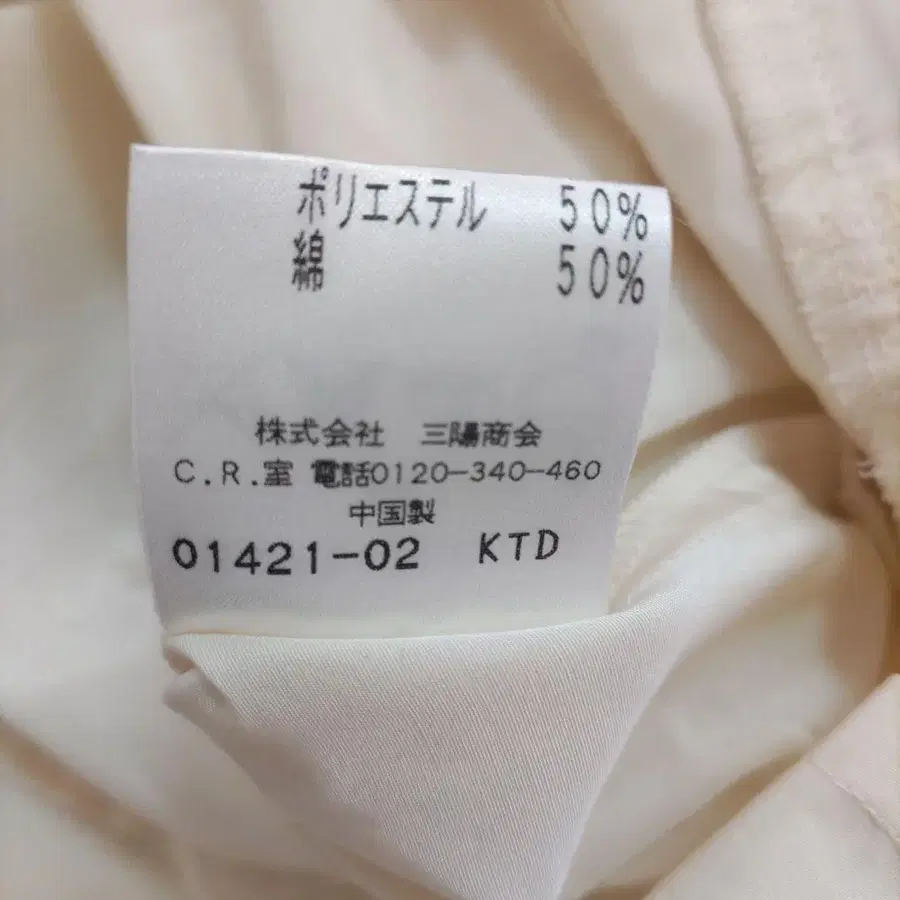 ポリエステル 50%
綿 50%
株式会社 三陽商会
C.R.室 電話0120-340-460
中国製
01421-02 KTD